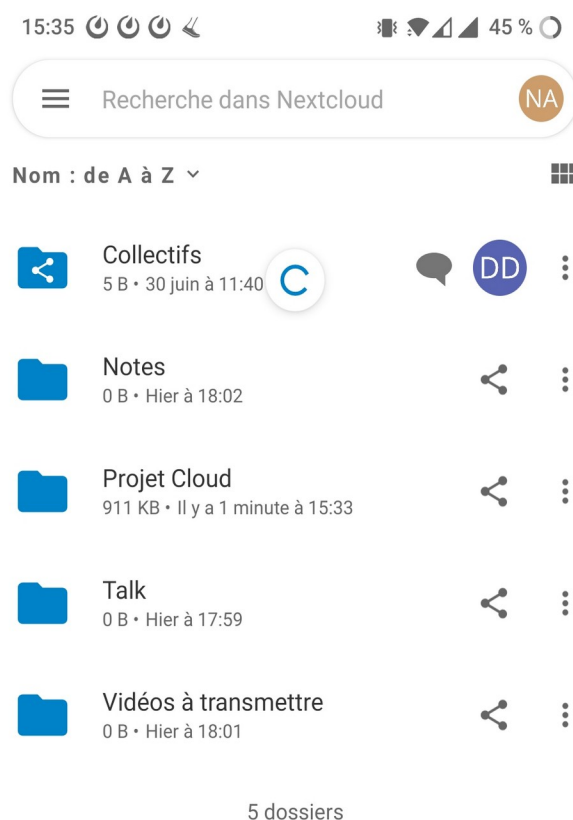 15:35 45 %
Recherche dans Nextcloud NA
Nom : de A à Z
Collectifs
5 B • 30 juin à 11:40
DD
Notes
0 B • Hier à 18:02
Projet Cloud
911 KB • Il y a 1 minute à 15:33
Talk
0 B • Hier à 17:59
Vidéos à transmettre
0 B • Hier à 18:01
5 dossiers